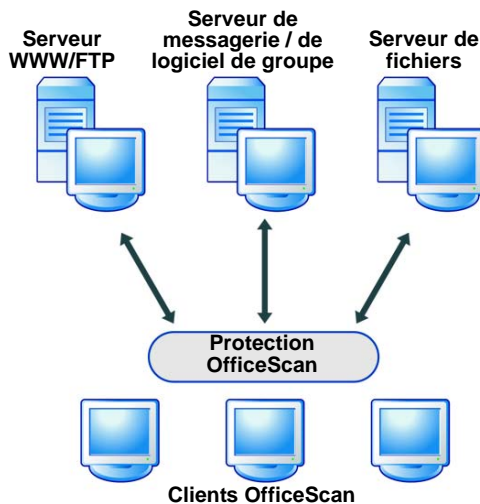 Serveur
WWW/FTP
Serveur de
messagerie / de
logiciel de groupe
Serveur de
fichiers
Protection
OfficeScan
Clients OfficeScan